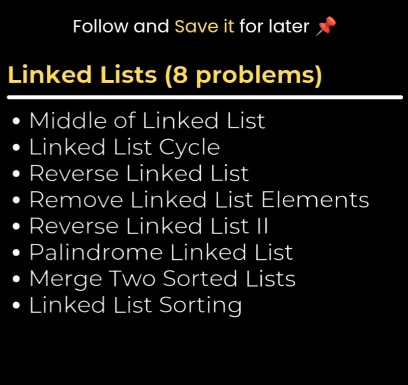 Follow and Save it for later 📌
Linked Lists (8 problems)
• Middle of Linked List
• Linked List Cycle
• Reverse Linked List
• Remove Linked List Elements
• Reverse Linked List II
• Palindrome Linked List
• Merge Two Sorted Lists
• Linked List Sorting